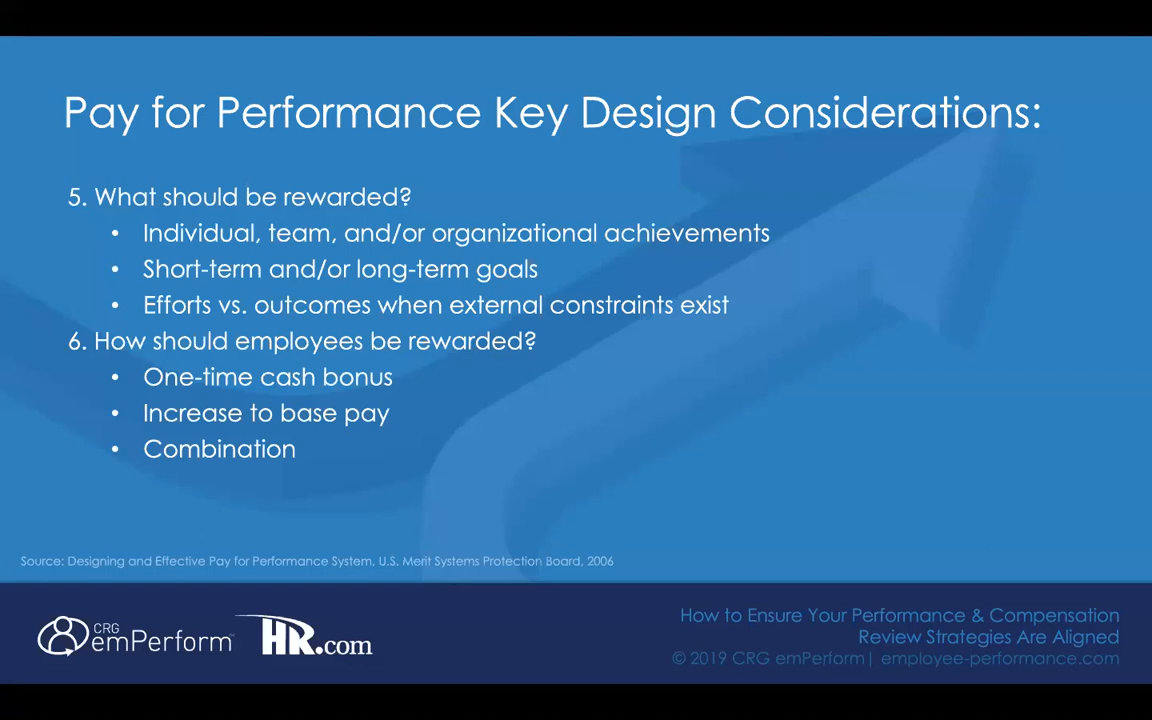 Pay for Performance Key Design Considerations:
5. What should be rewarded?
• Individual, team, and/or organizational achievements
• Short-term and/or long-term goals
• Efforts vs. outcomes when external constraints exist
6. How should employees be rewarded?
• One-time cash bonus
• Increase to base pay
• Combination
Source: Designing and Effective Pay for Performance System, U.S. Merit Systems Protection Board, 2006
CRG
emPerform™
HR.com
How to Ensure Your Performance & Compensation
Review Strategies Are Aligned
© 2019 CRG emPerform| employee-performance.com